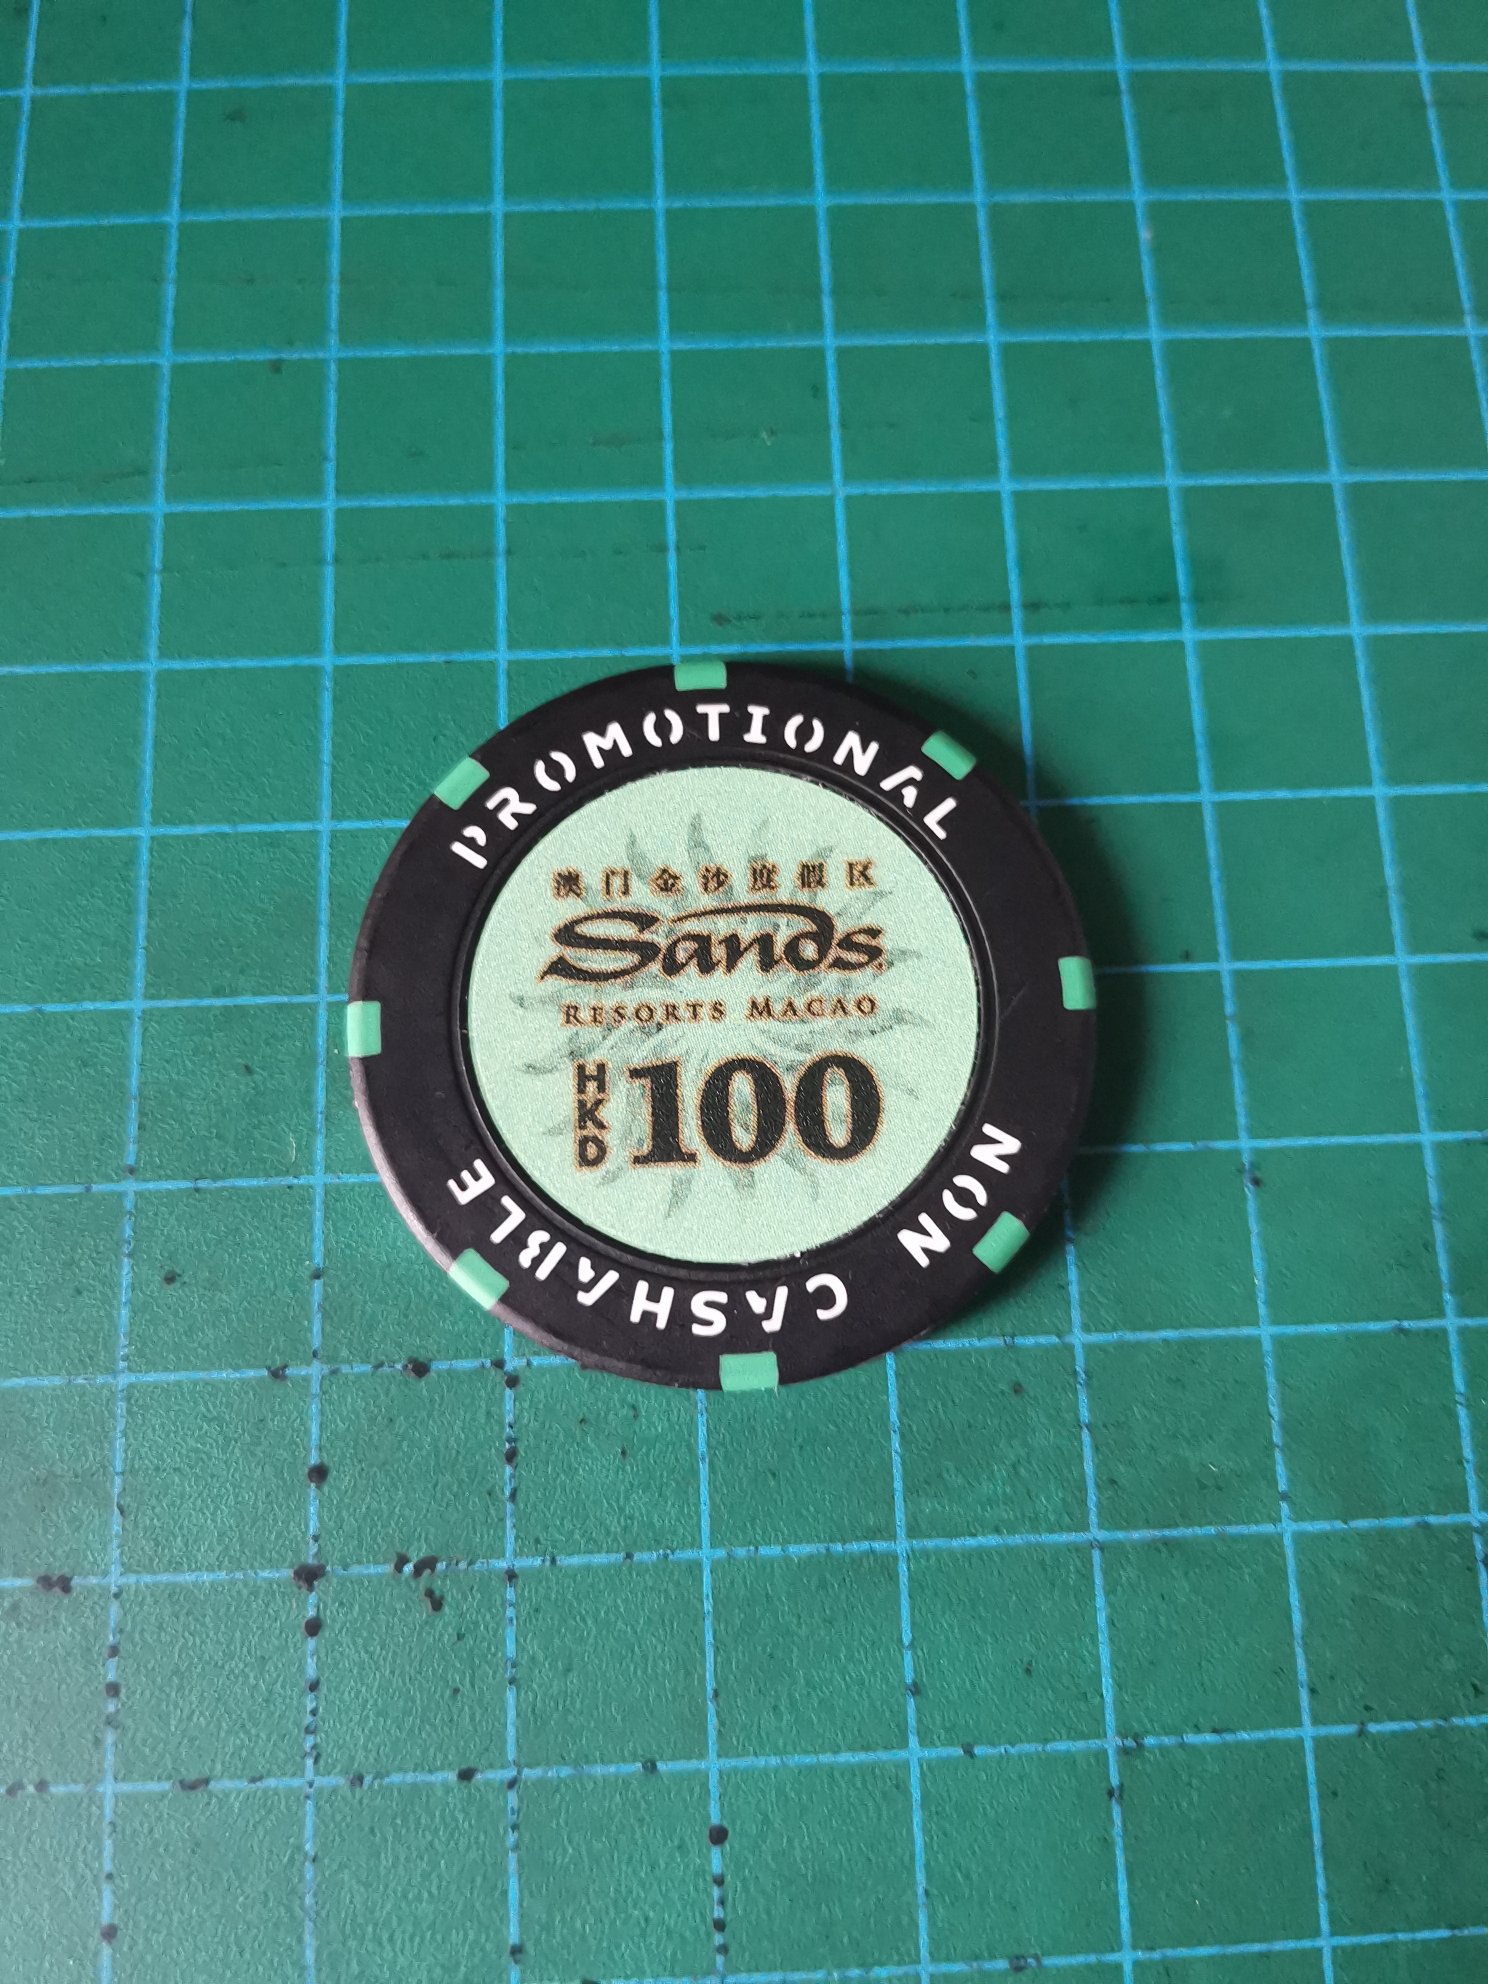 PROMOTIONAL
澳门金沙度假区
Sands
RESORTS MACAO
HKD 100
NON CASHABLE